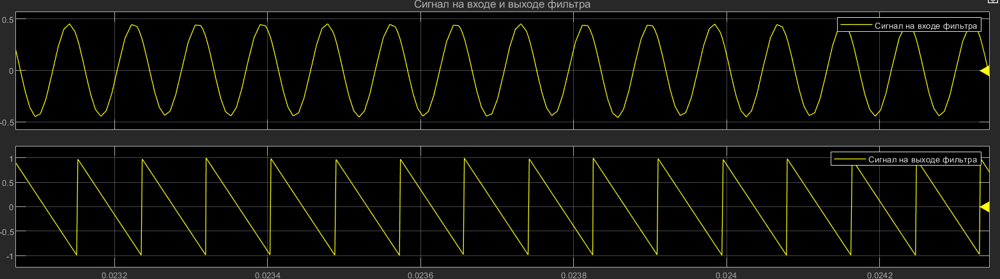 Сигнал на входе и выходе фильтра
0.5
Сигнал на входе фильтра
0
-0.5
1
Сигнал на выходе фильтра
0.5
0
-0.5
-1
0.0232 0.0234 0.0236 0.0238 0.024 0.0242